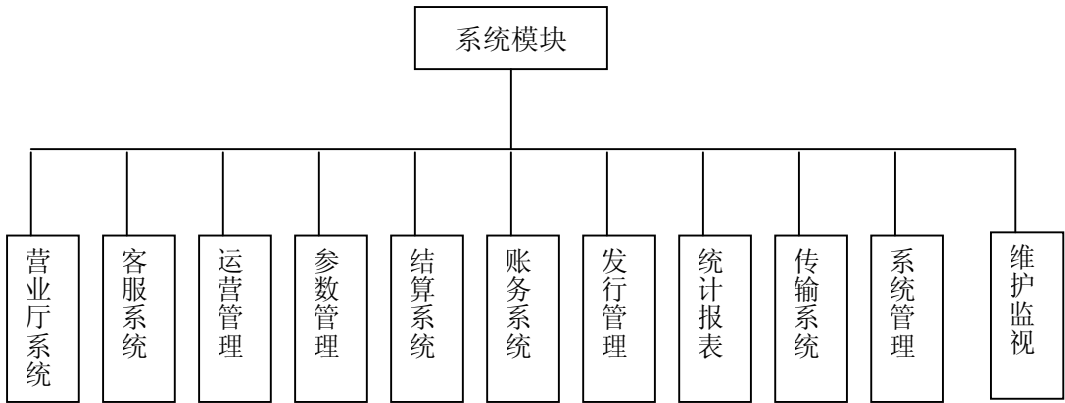 系统模块
营业厅系统
客服系统
运营管理
参数管理
结算系统
账务系统
发行管理
统计报表
传输系统
系统管理
维护监视